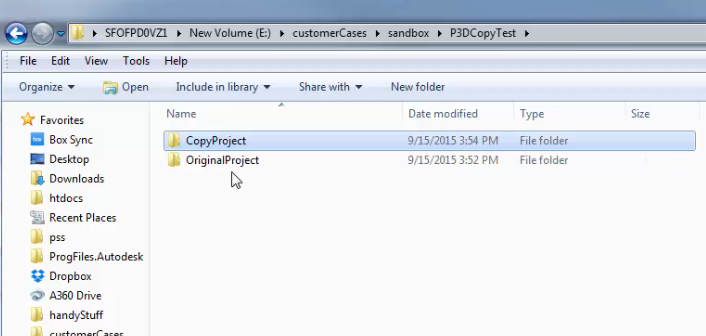 SFOFPD0VZ1 New Volume (E:) customerCases sandbox P3DCopyTest
File Edit View Tools Help
Organize Open Include in library Share with New folder
Name Date modified Type Size
Favorites
Box Sync
Desktop
Downloads
htdocs
Recent Places
pss
ProgFiles.Autodesk
Dropbox
A360 Drive
handyStuff
customerCases
CopyProject 9/15/2015 3:54 PM File folder
OriginalProject 9/15/2015 3:52 PM File folder